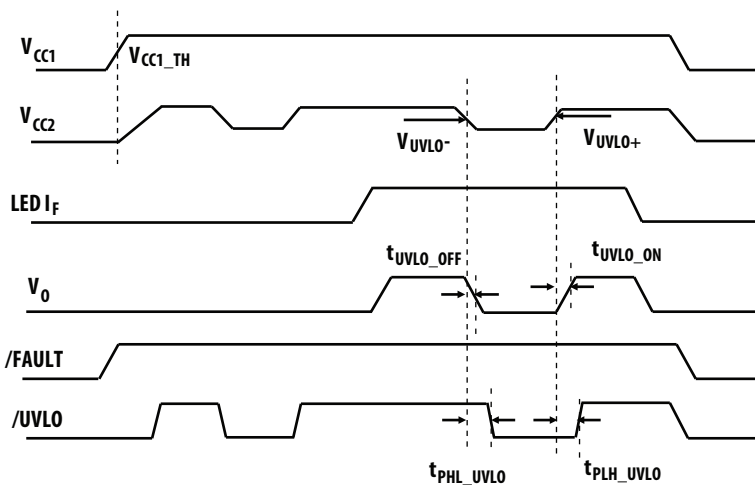 VCC1
VCC1_TH
VCC2
VUVLO-
VUVLO+
LED IF
tUVLO_OFF
tUVLO_ON
VO
/FAULT
/UVLO
tPHL_UVLO
tPLH_UVLO